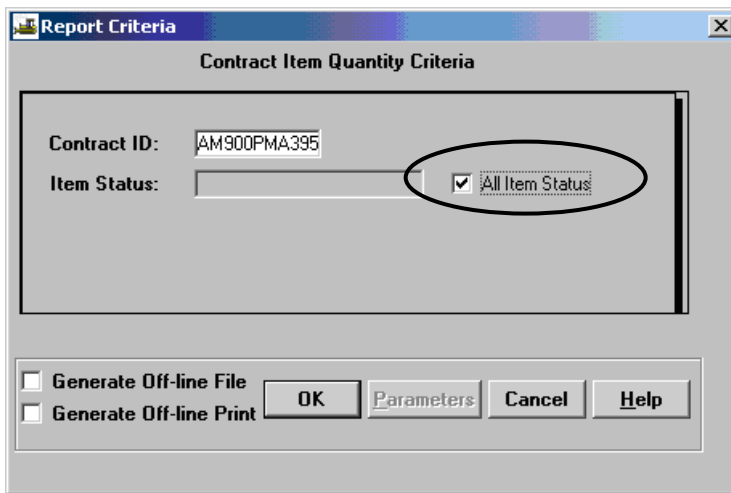 Report Criteria
Contract Item Quantity Criteria
Contract ID: AM900PMA395
Item Status: All Item Status
Generate Off-line File
Generate Off-line Print
OK Parameters Cancel Help